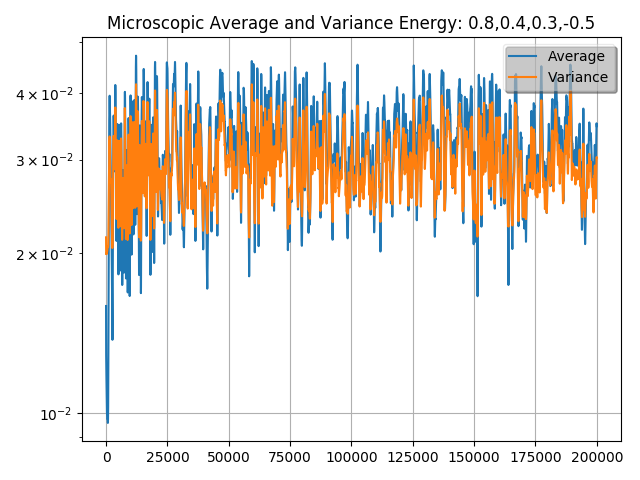 Microscopic Average and Variance Energy: 0.8,0.4,0.3,-0.5
Average
Variance
4 × 10⁻²
3 × 10⁻²
2 × 10⁻²
10⁻²
0 25000 50000 75000 100000 125000 150000 175000 200000